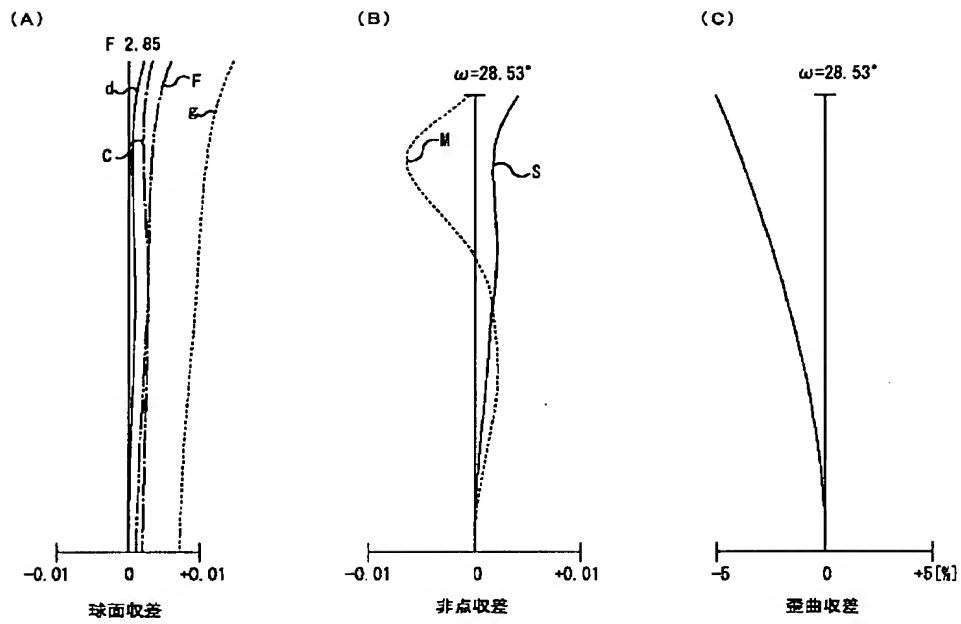 (A)
F 2.85
d
F
g
C
-0.01 0 +0.01
球面収差
(B)
ω=28.53°
M
S
-0.01 0 +0.01
非点収差
(C)
ω=28.53°
-5 0 +5[%]
歪曲収差